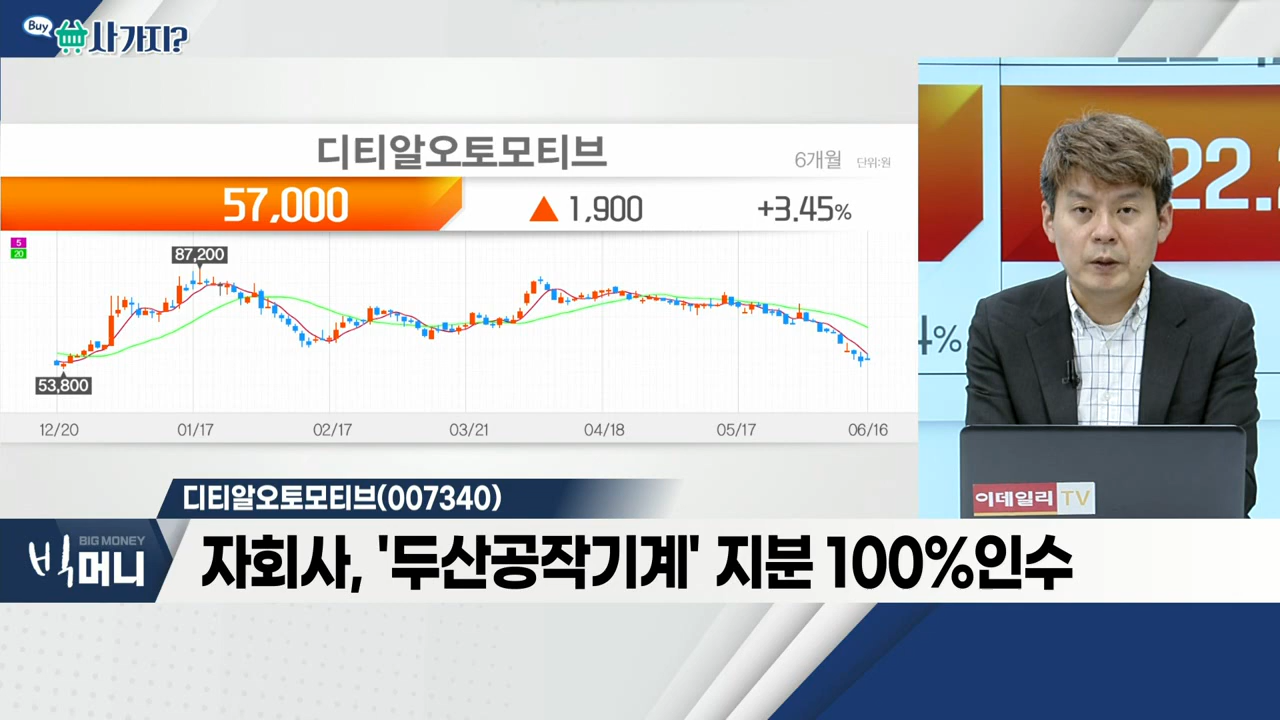 Buy
사가지?
디티알오토모티브
6개월 단위:원
57,000 ▲ 1,900 +3.45%
5
20
87,200
53,800
12/20 01/17 02/17 03/21 04/18 05/17 06/16
22.
4%
이데일리 TV
디티알오토모티브(007340)
BIG MONEY
빅머니
자회사, '두산공작기계' 지분 100%인수